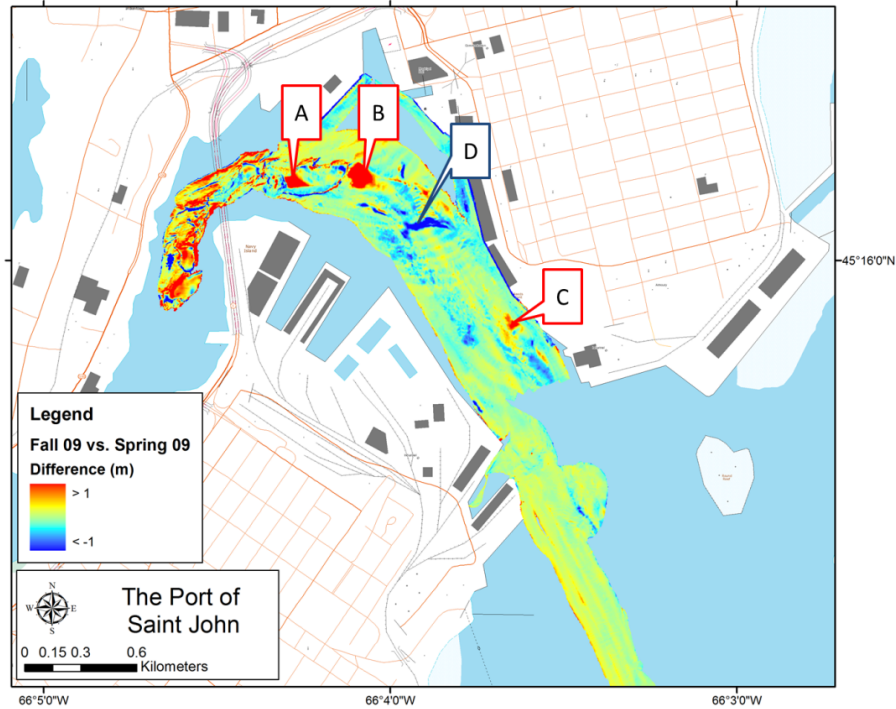 A
B
D
C
45°16'0"N
Legend
Fall 09 vs. Spring 09
Difference (m)
> 1
< -1
N
W
E
S
The Port of
Saint John
0 0.15 0.3 0.6
Kilometers
66°5'0"W
66°4'0"W
66°3'0"W